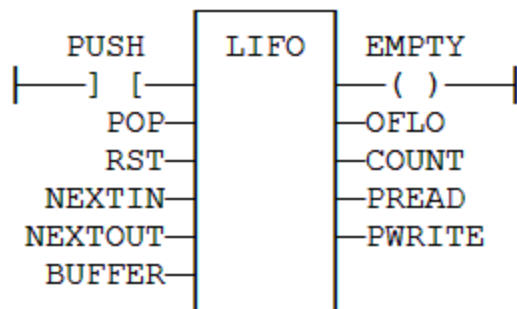 PUSH LIFO EMPTY
] [ ( )
POP OFLO
RST COUNT
NEXTIN PREAD
NEXTOUT PWRITE
BUFFER